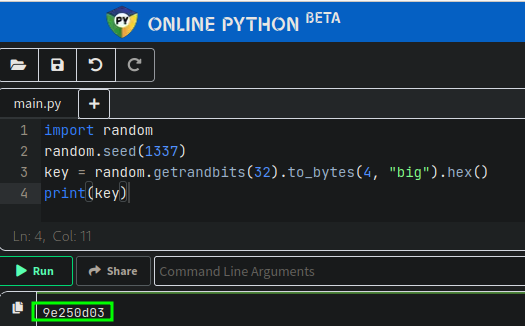 PY ONLINE PYTHON BETA
main.py +
1 import random
2 random.seed(1337)
3 key = random.getrandbits(32).to_bytes(4, "big").hex()
4 print(key)
Ln: 4, Col: 11
Run Share Command Line Arguments
9e250d03